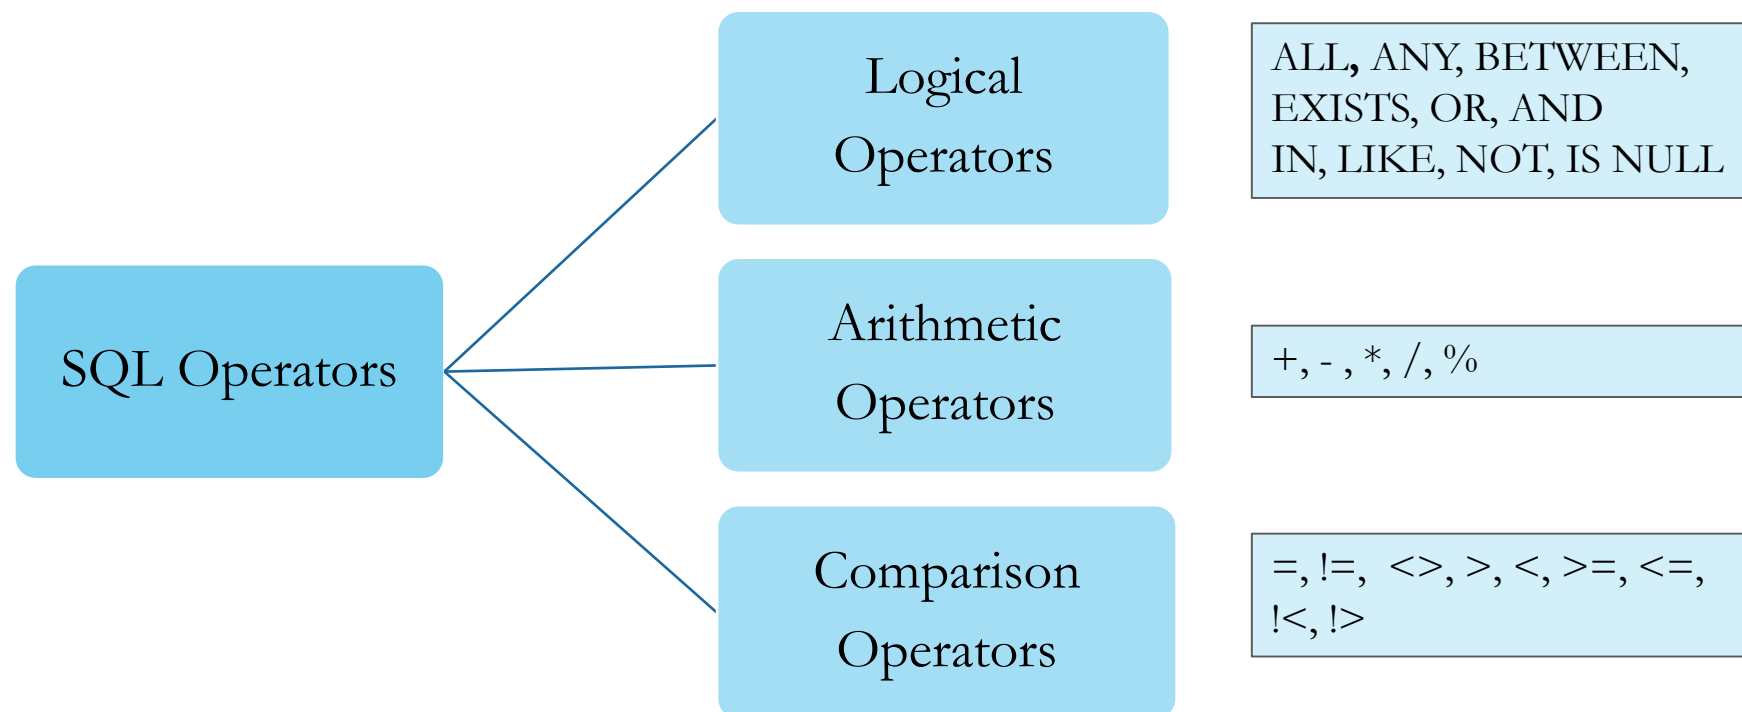 SQL Operators
Logical
Operators
ALL, ANY, BETWEEN,
EXISTS, OR, AND
IN, LIKE, NOT, IS NULL
Arithmetic
Operators
+, - , *, /, %
Comparison
Operators
=, !=,  <>, >, <, >=, <=,
!<, !>